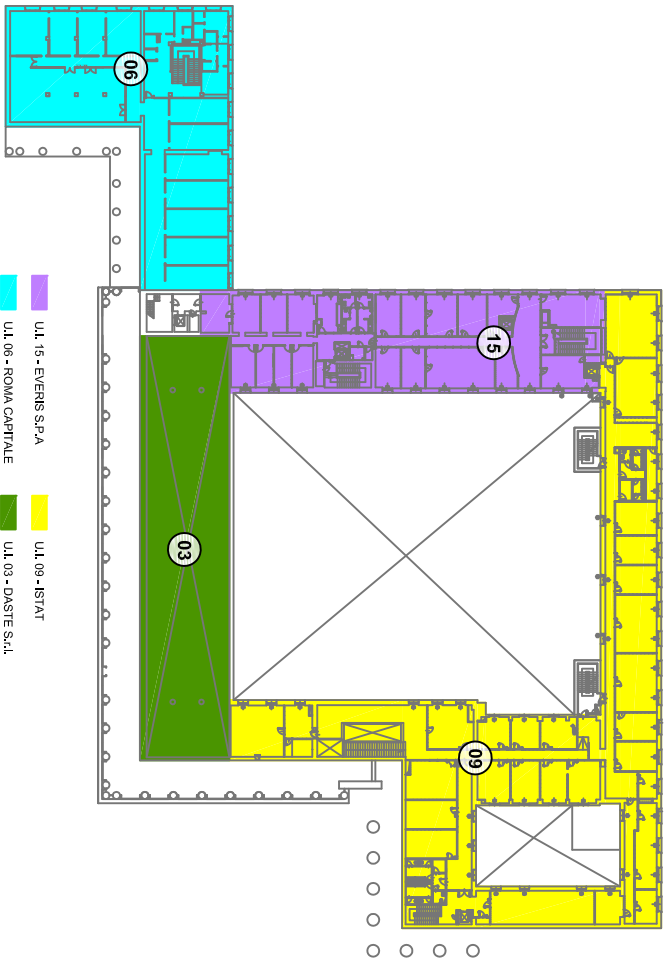 06
15
03
09
U.I. 15 - EVERIS S.P.A
U.I. 06 - ROMA CAPITALE
U.I. 09 - ISTAT
U.I. 03 - DASTE S.r.l.